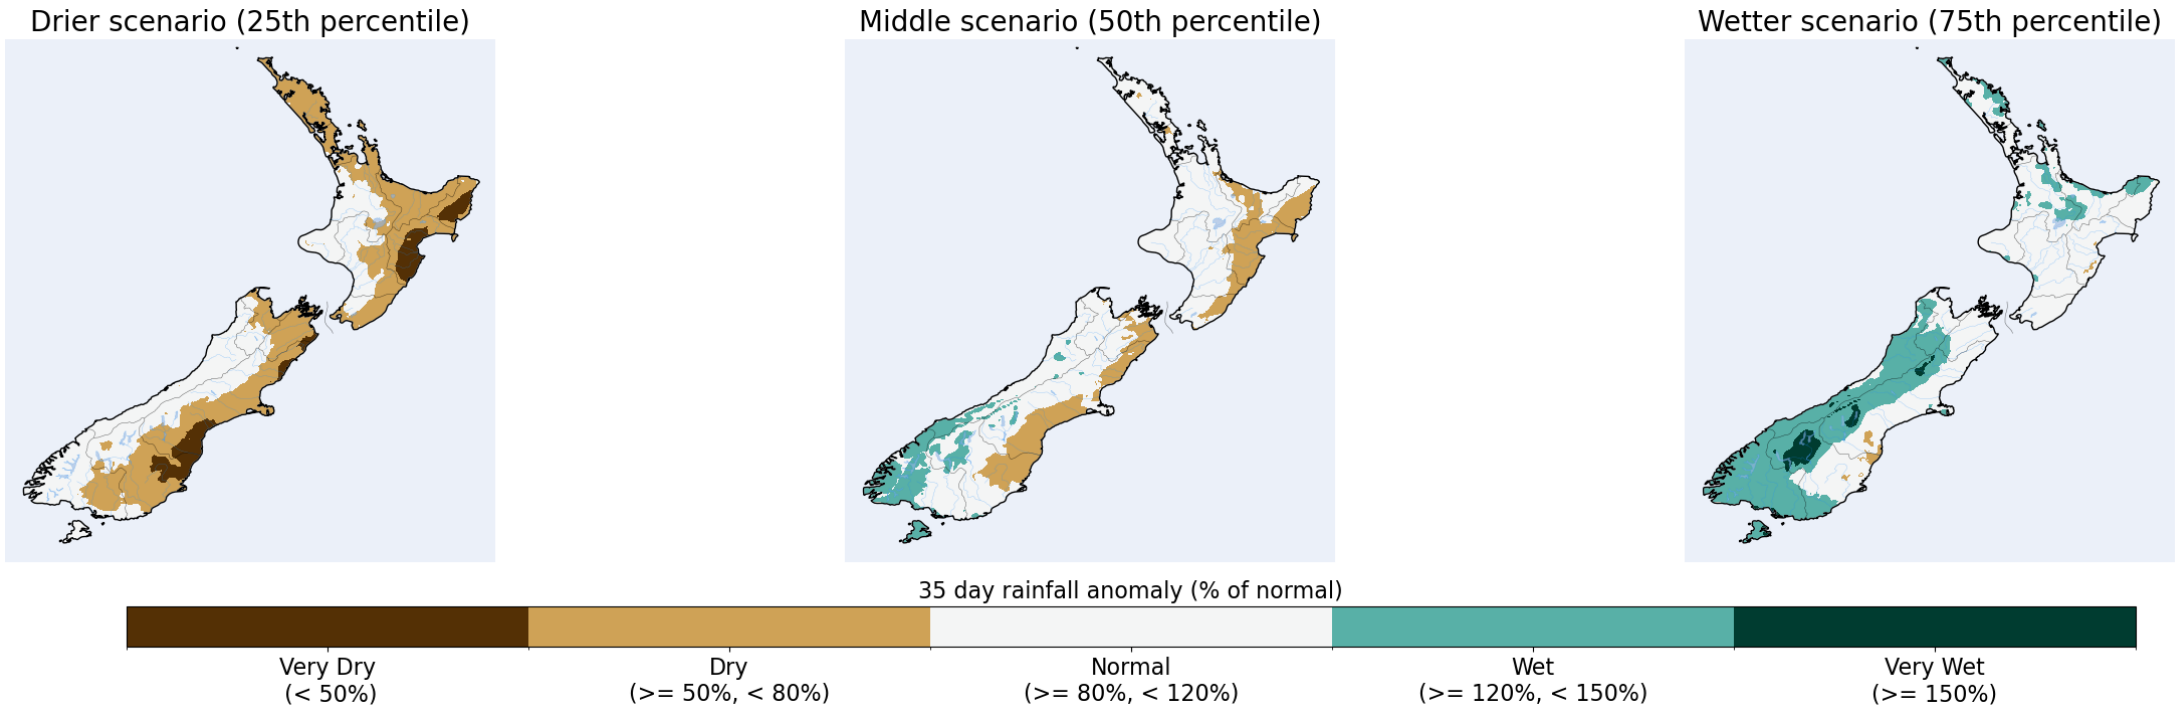 Drier scenario (25th percentile)
Middle scenario (50th percentile)
Wetter scenario (75th percentile)
35 day rainfall anomaly (% of normal)
Very Dry
(< 50%)
Dry
(>= 50%, < 80%)
Normal
(>= 80%, < 120%)
Wet
(>= 120%, < 150%)
Very Wet
(>= 150%)